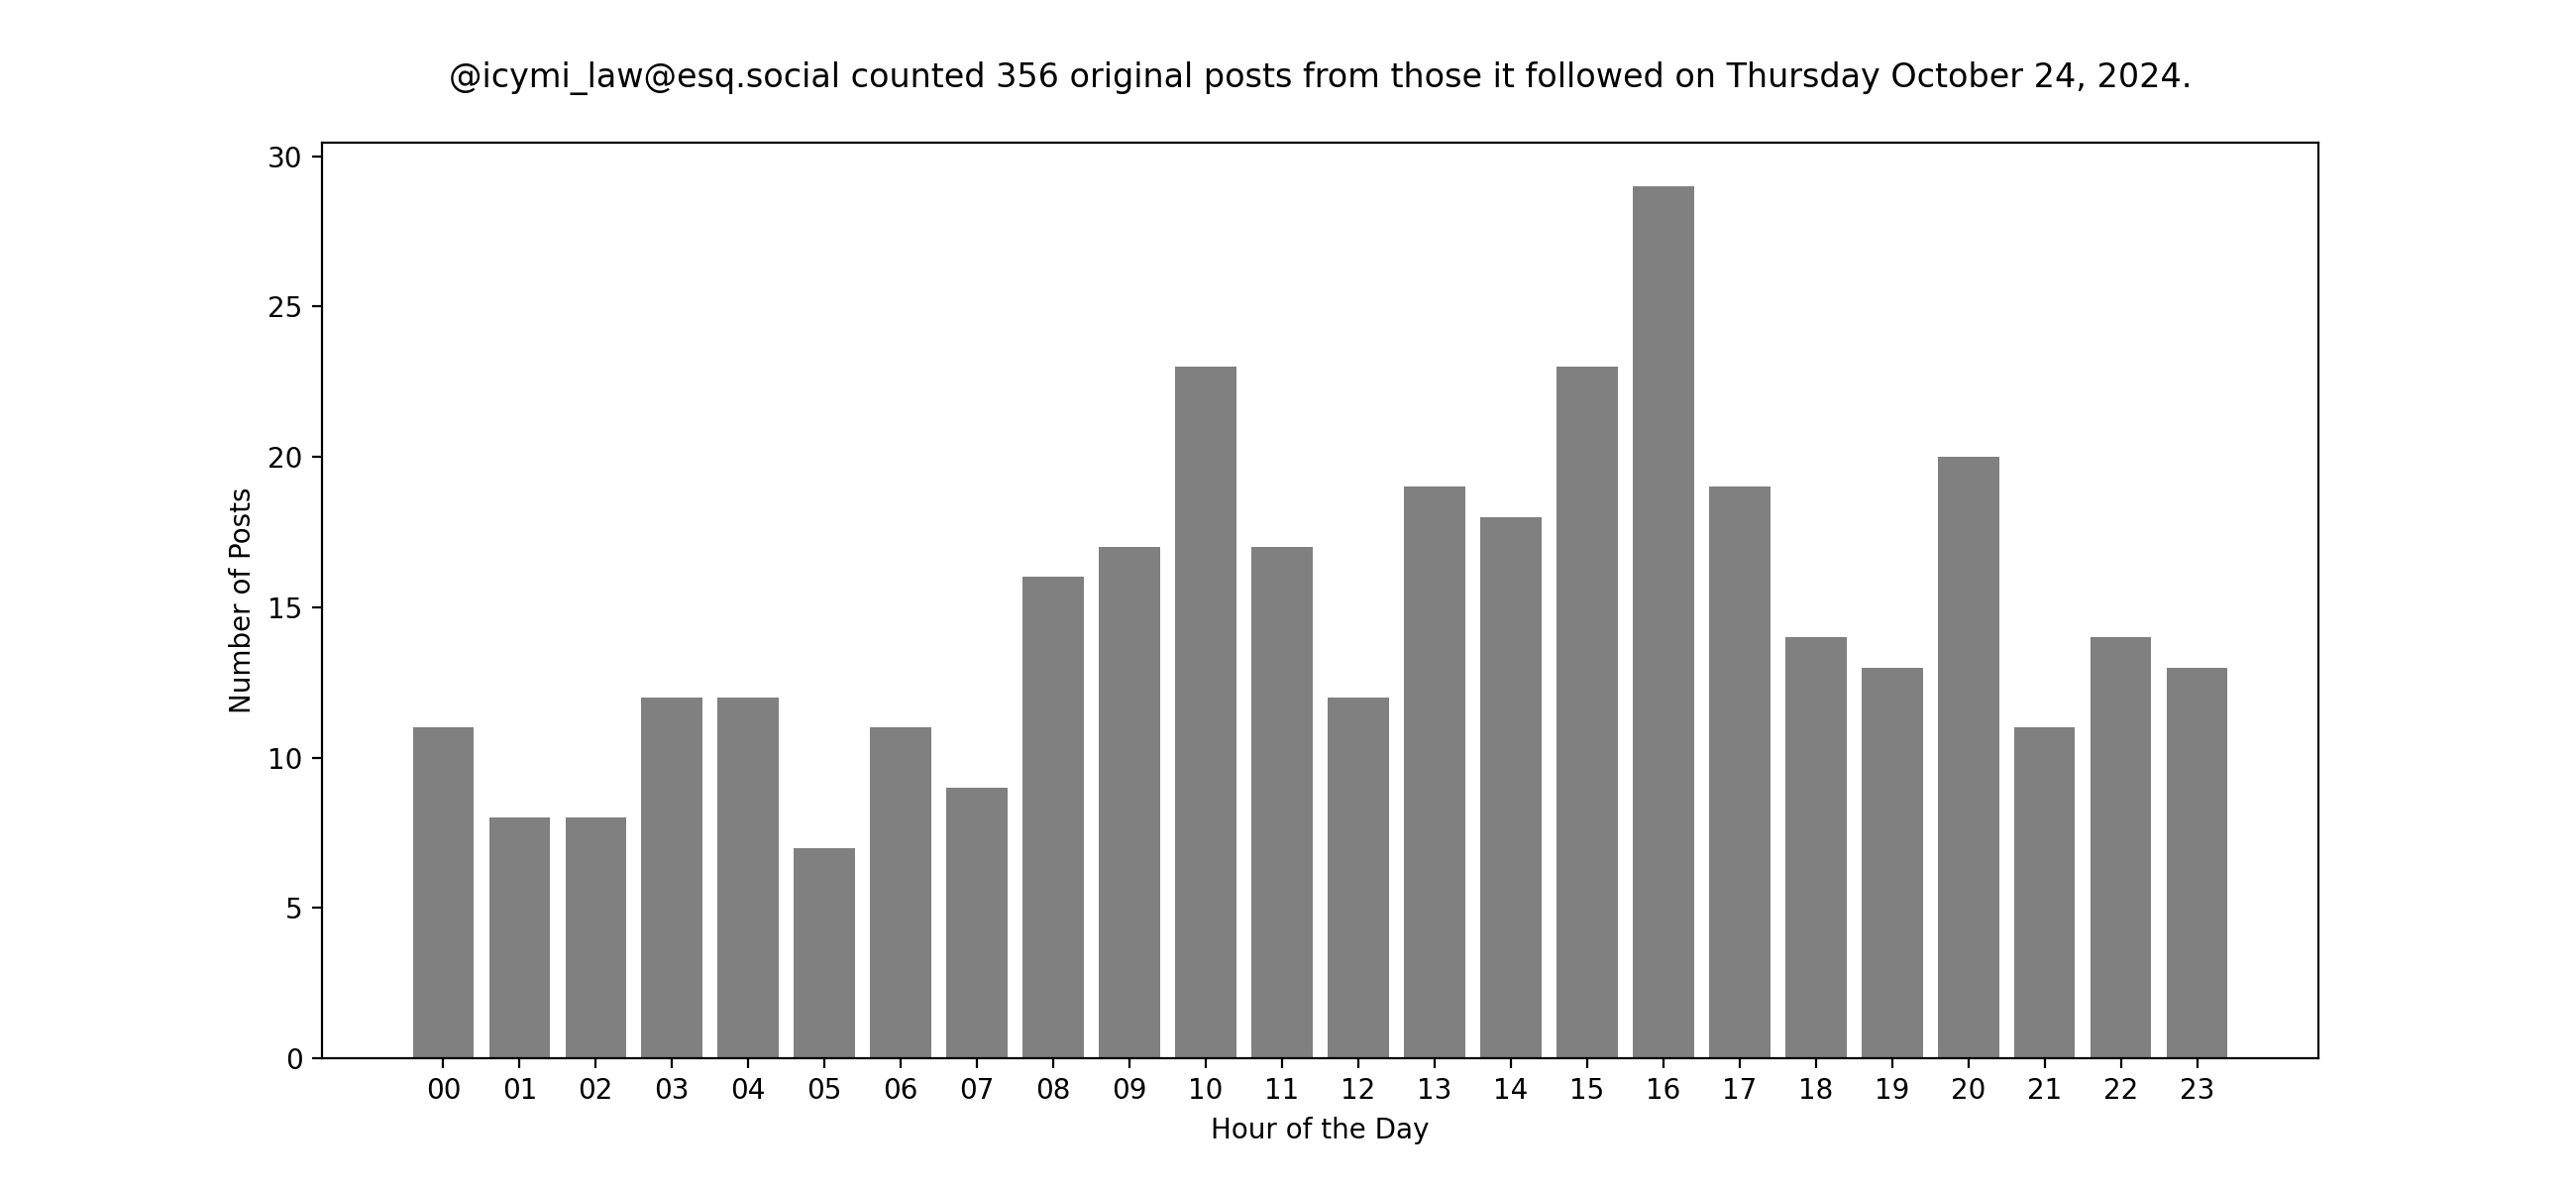 @icymi_law@esq.social counted 356 original posts from those it followed on Thursday October 24, 2024.
30
25
20
15
10
5
0
Number of Posts
00 01 02 03 04 05 06 07 08 09 10 11 12 13 14 15 16 17 18 19 20 21 22 23
Hour of the Day